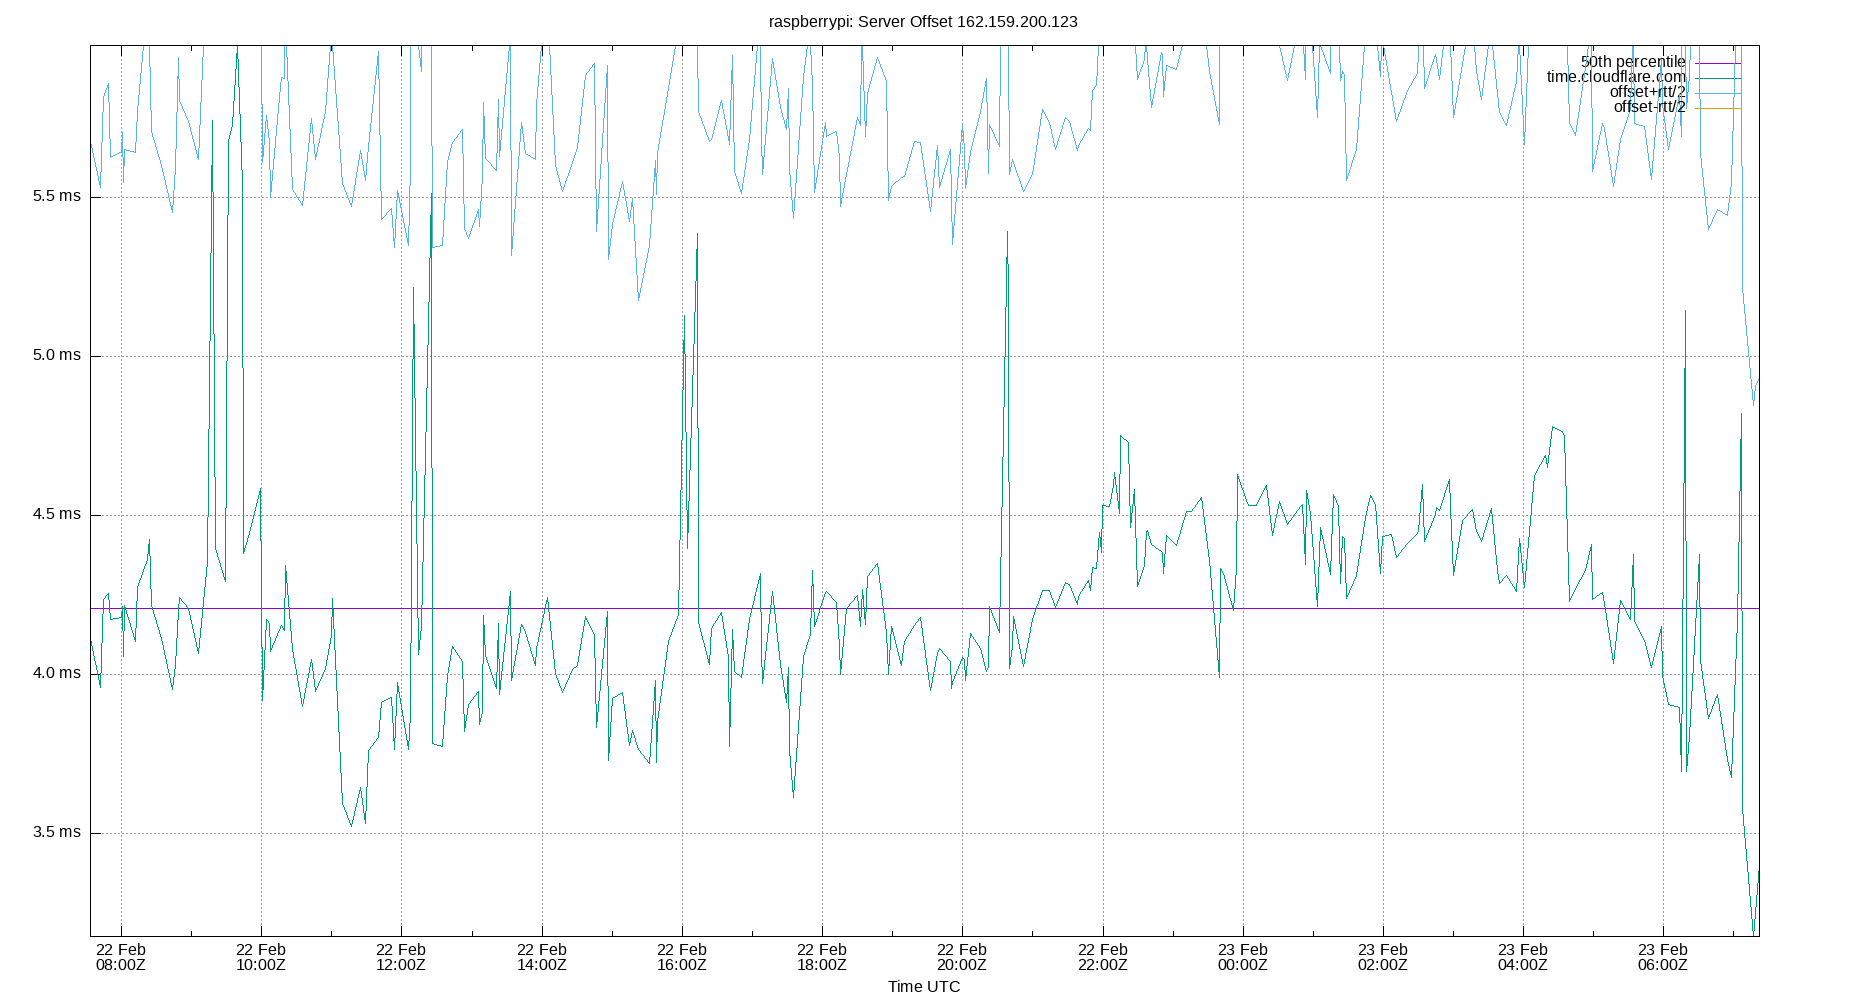 raspberrypi: Server Offset 162.159.200.123
50th percentile
time.cloudflare.com
offset+rtt/2
offset-rtt/2
5.5 ms
5.0 ms
4.5 ms
4.0 ms
3.5 ms
22 Feb 22 Feb 22 Feb 22 Feb 22 Feb 22 Feb 22 Feb 22 Feb 23 Feb 23 Feb 23 Feb 23 Feb
08:00Z 10:00Z 12:00Z 14:00Z 16:00Z 18:00Z 20:00Z 22:00Z 00:00Z 02:00Z 04:00Z 06:00Z
Time UTC